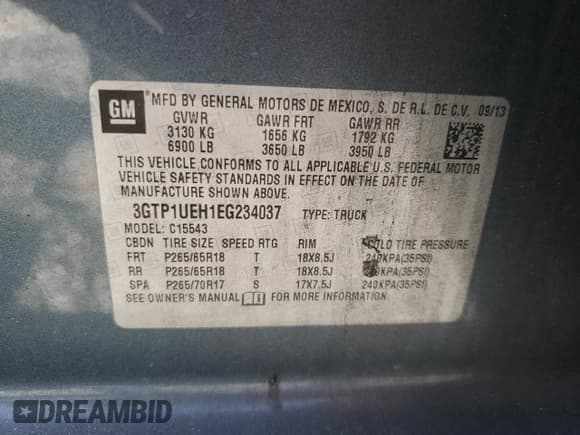 GM
MFD BY GENERAL MOTORS DE MEXICO, S. DE R.L. DE C.V. 09/13
GVWR GAWR FRT GAWR RR
3130 KG 1656 KG 1792 KG
6900 LB 3650 LB 3950 LB
THIS VEHICLE CONFORMS TO ALL APPLICABLE U.S. FEDERAL MOTOR
VEHICLE SAFETY STANDARDS IN EFFECT ON THE DATE OF
MANUFACTURE SHOWN ABOVE.
3GTP1UEH1EG234037 TYPE: TRUCK
MODEL: C15543
CBDN TIRE SIZE SPEED RTG RIM COLD TIRE PRESSURE
FRT P265/65R18 T 18X8.5J 240KPA(35PSI)
RR P265/65R18 T 18X8.5J 240KPA(35PSI)
SPA P265/70R17 S 17X7.5J 240KPA(35PSI)
SEE OWNER'S MANUAL FOR MORE INFORMATION.
DREAMBID